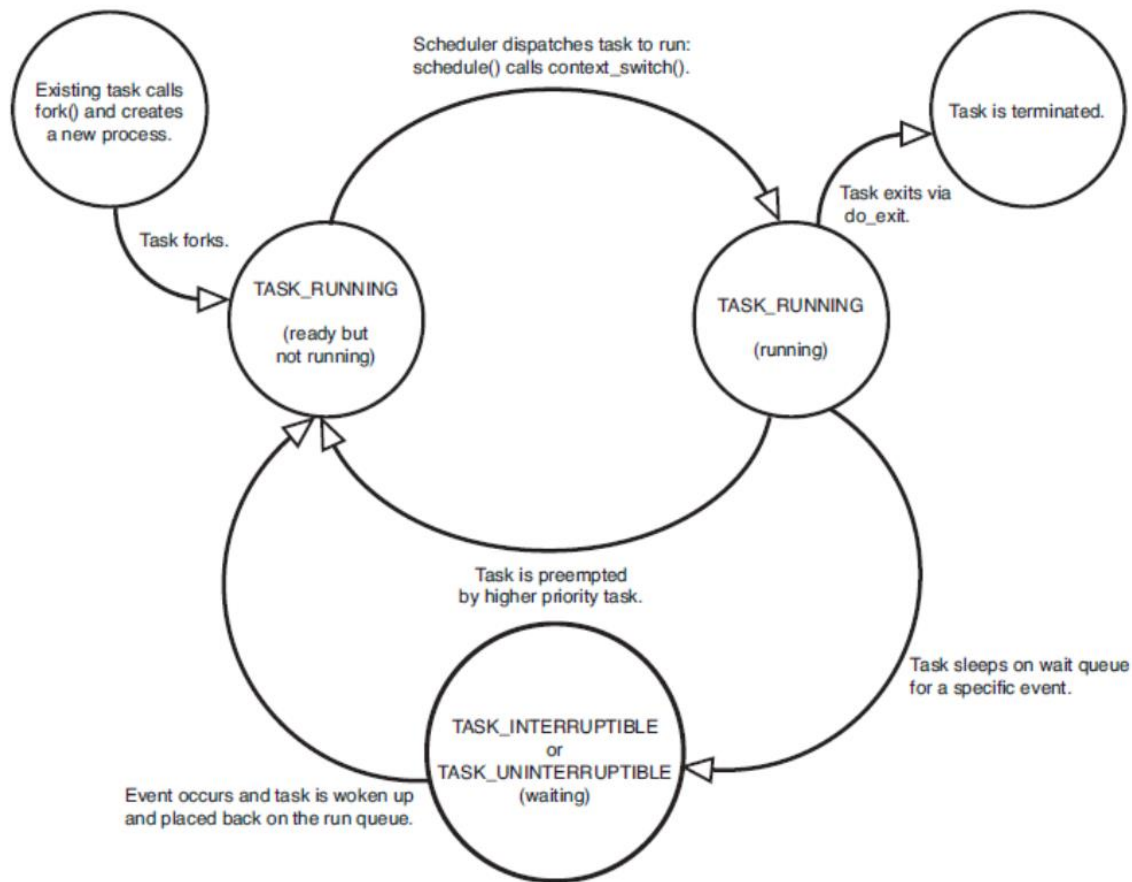 Scheduler dispatches task to run:
schedule() calls context_switch().
Existing task calls
fork() and creates
a new process.
Task is terminated.
Task exits via
do_exit.
Task forks.
TASK_RUNNING
(ready but
not running)
TASK_RUNNING
(running)
Task is preempted
by higher priority task.
Task sleeps on wait queue
for a specific event.
TASK_INTERRUPTIBLE
or
TASK_UNINTERRUPTIBLE
(waiting)
Event occurs and task is woken up
and placed back on the run queue.